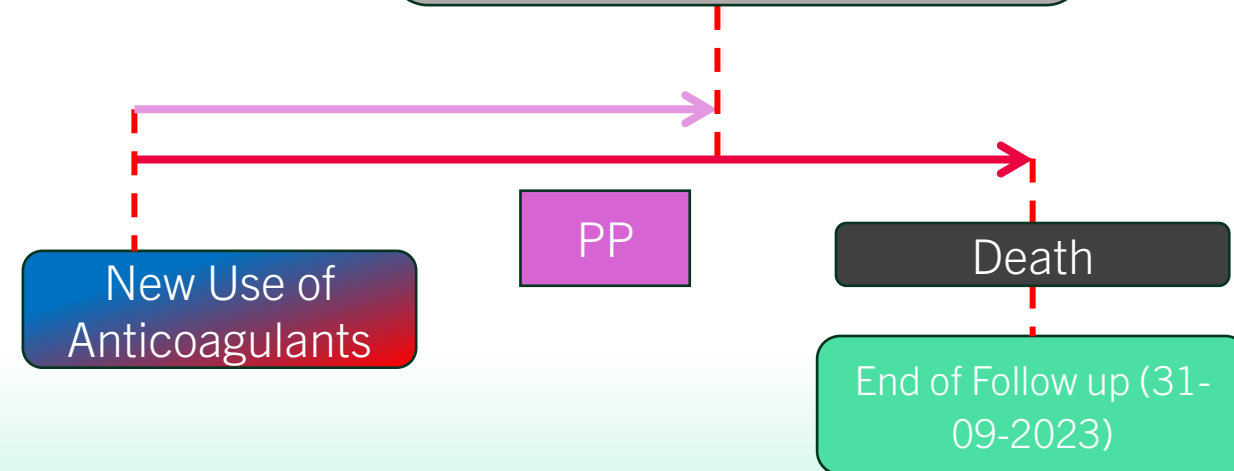 PP
Death
New Use of
Anticoagulants
End of Follow up (31-
09-2023)